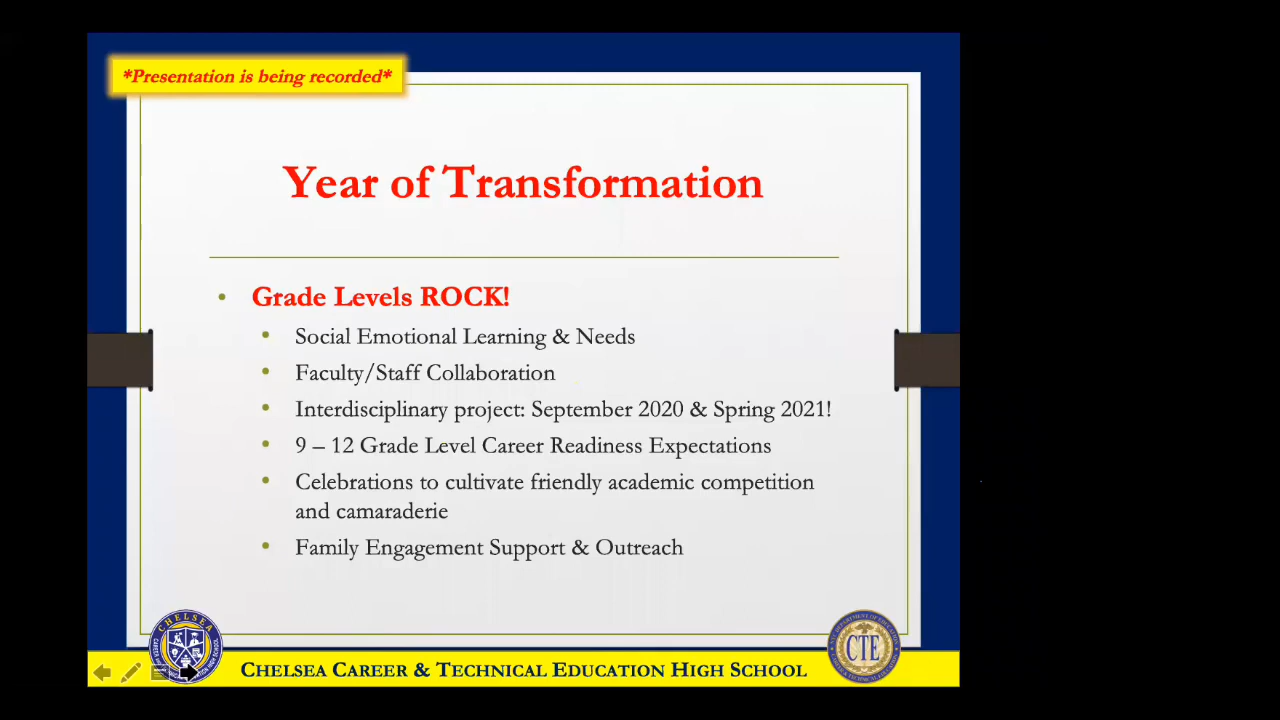 *Presentation is being recorded*
Year of Transformation
• Grade Levels ROCK!
• Social Emotional Learning & Needs
• Faculty/Staff Collaboration
• Interdisciplinary project: September 2020 & Spring 2021!
• 9 – 12 Grade Level Career Readiness Expectations
• Celebrations to cultivate friendly academic competition
and camaraderie
• Family Engagement Support & Outreach
CHELSEA
CTE
CHELSEA CAREER & TECHNICAL EDUCATION HIGH SCHOOL